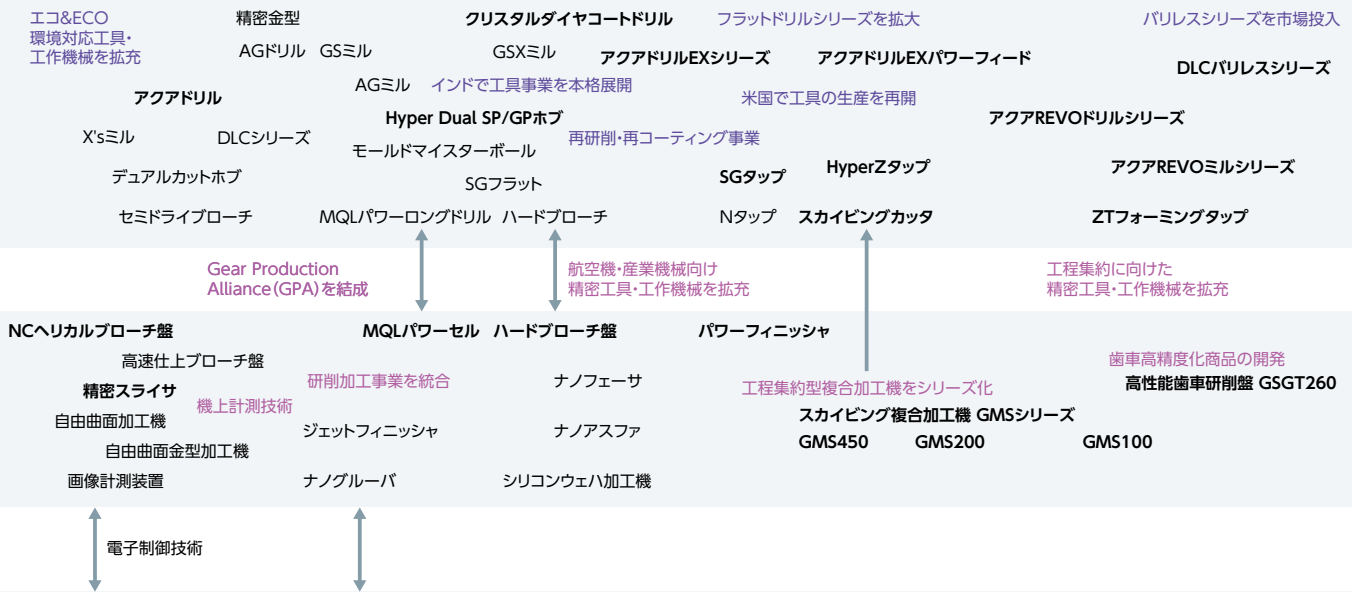 エコ&ECO
環境対応工具・
工作機械を拡充
精密金型
クリスタルダイヤコートドリル
フラットドリルシリーズを拡大
バリレスシリーズを市場投入
AGドリル
GSミル
GSXミル
アクアドリルEXシリーズ
アクアドリルEXパワーフィード
DLCバリレスシリーズ
AGミル
インドで工具事業を本格展開
米国で工具の生産を再開
アクアドリル
Hyper Dual SP/GPホブ
アクアREVOドリルシリーズ
X'sミル
DLCシリーズ
モールドマイスターボール
再研削・再コーティング事業
デュアルカットホブ
SGフラット
SGタップ
HyperZタップ
アクアREVOミルシリーズ
セミドライブローチ
MQLパワーロングドリル
ハードブローチ
Nタップ
スカイビングカッタ
ZTフォーミングタップ
Gear Production
Alliance(GPA)を結成
航空機・産業機械向け
精密工具・工作機械を拡充
工程集約に向けた
精密工具・工作機械を拡充
NCヘリカルブローチ盤
MQLパワーセル
ハードブローチ盤
パワーフィニッシャ
高速仕上ブローチ盤
歯車高精度化商品の開発
精密スライサ
機上計測技術
研削加工事業を統合
ナノフェーサ
工程集約型複合加工機をシリーズ化
高性能歯車研削盤 GSGT260
自由曲面加工機
ジェットフィニッシャ
ナノアスファ
スカイビング複合加工機 GMSシリーズ
自由曲面金型加工機
GMS450
GMS200
GMS100
画像計測装置
ナノグルーバ
シリコンウェハ加工機
電子制御技術